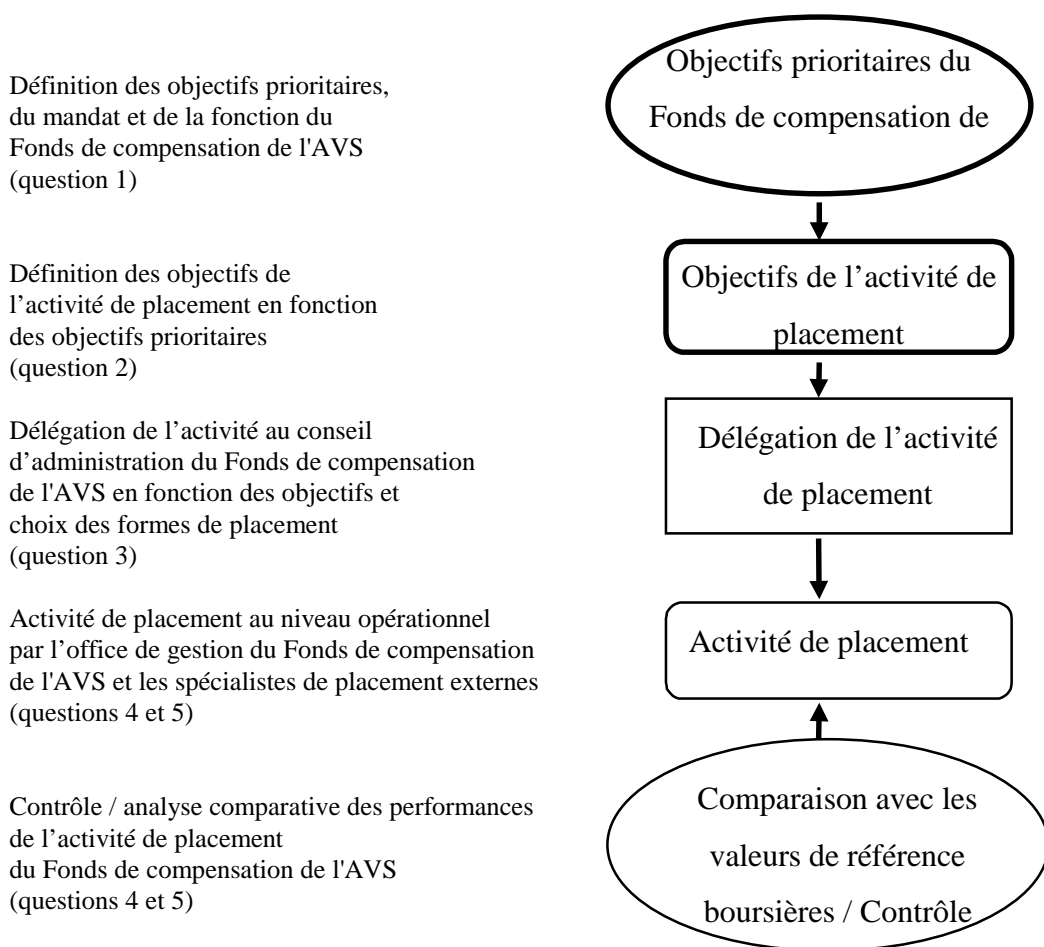 Définition des objectifs prioritaires,
du mandat et de la fonction du
Fonds de compensation de l'AVS
(question 1)
Objectifs prioritaires du
Fonds de compensation de
Définition des objectifs de
l’activité de placement en fonction
des objectifs prioritaires
(question 2)
Objectifs de l’activité de
placement
Délégation de l’activité au conseil
d’administration du Fonds de compensation
de l'AVS en fonction des objectifs et
choix des formes de placement
(question 3)
Délégation de l’activité
de placement
Activité de placement au niveau opérationnel
par l’office de gestion du Fonds de compensation
de l'AVS et les spécialistes de placement externes
(questions 4 et 5)
Activité de placement
Contrôle / analyse comparative des performances
de l’activité de placement
du Fonds de compensation de l'AVS
(questions 4 et 5)
Comparaison avec les
valeurs de référence
boursières / Contrôle